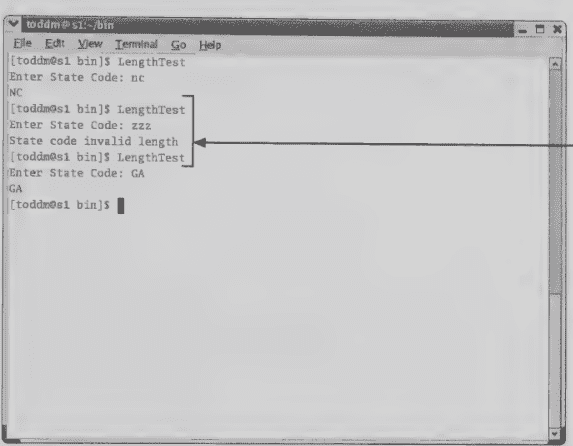 toddm@s1:~/bin
File Edit View Terminal Go Help
[toddm@s1 bin]$ LengthTest
Enter State Code: nc
NC
[toddm@s1 bin]$ LengthTest
Enter State Code: zzz
State code invalid length
[toddm@s1 bin]$ LengthTest
Enter State Code: GA
GA
[toddm@s1 bin]$